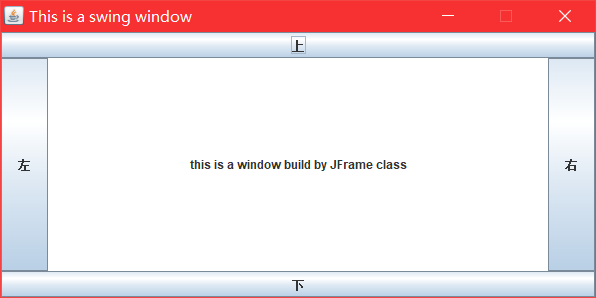 This is a swing window
上
左
this is a window build by JFrame class
右
下